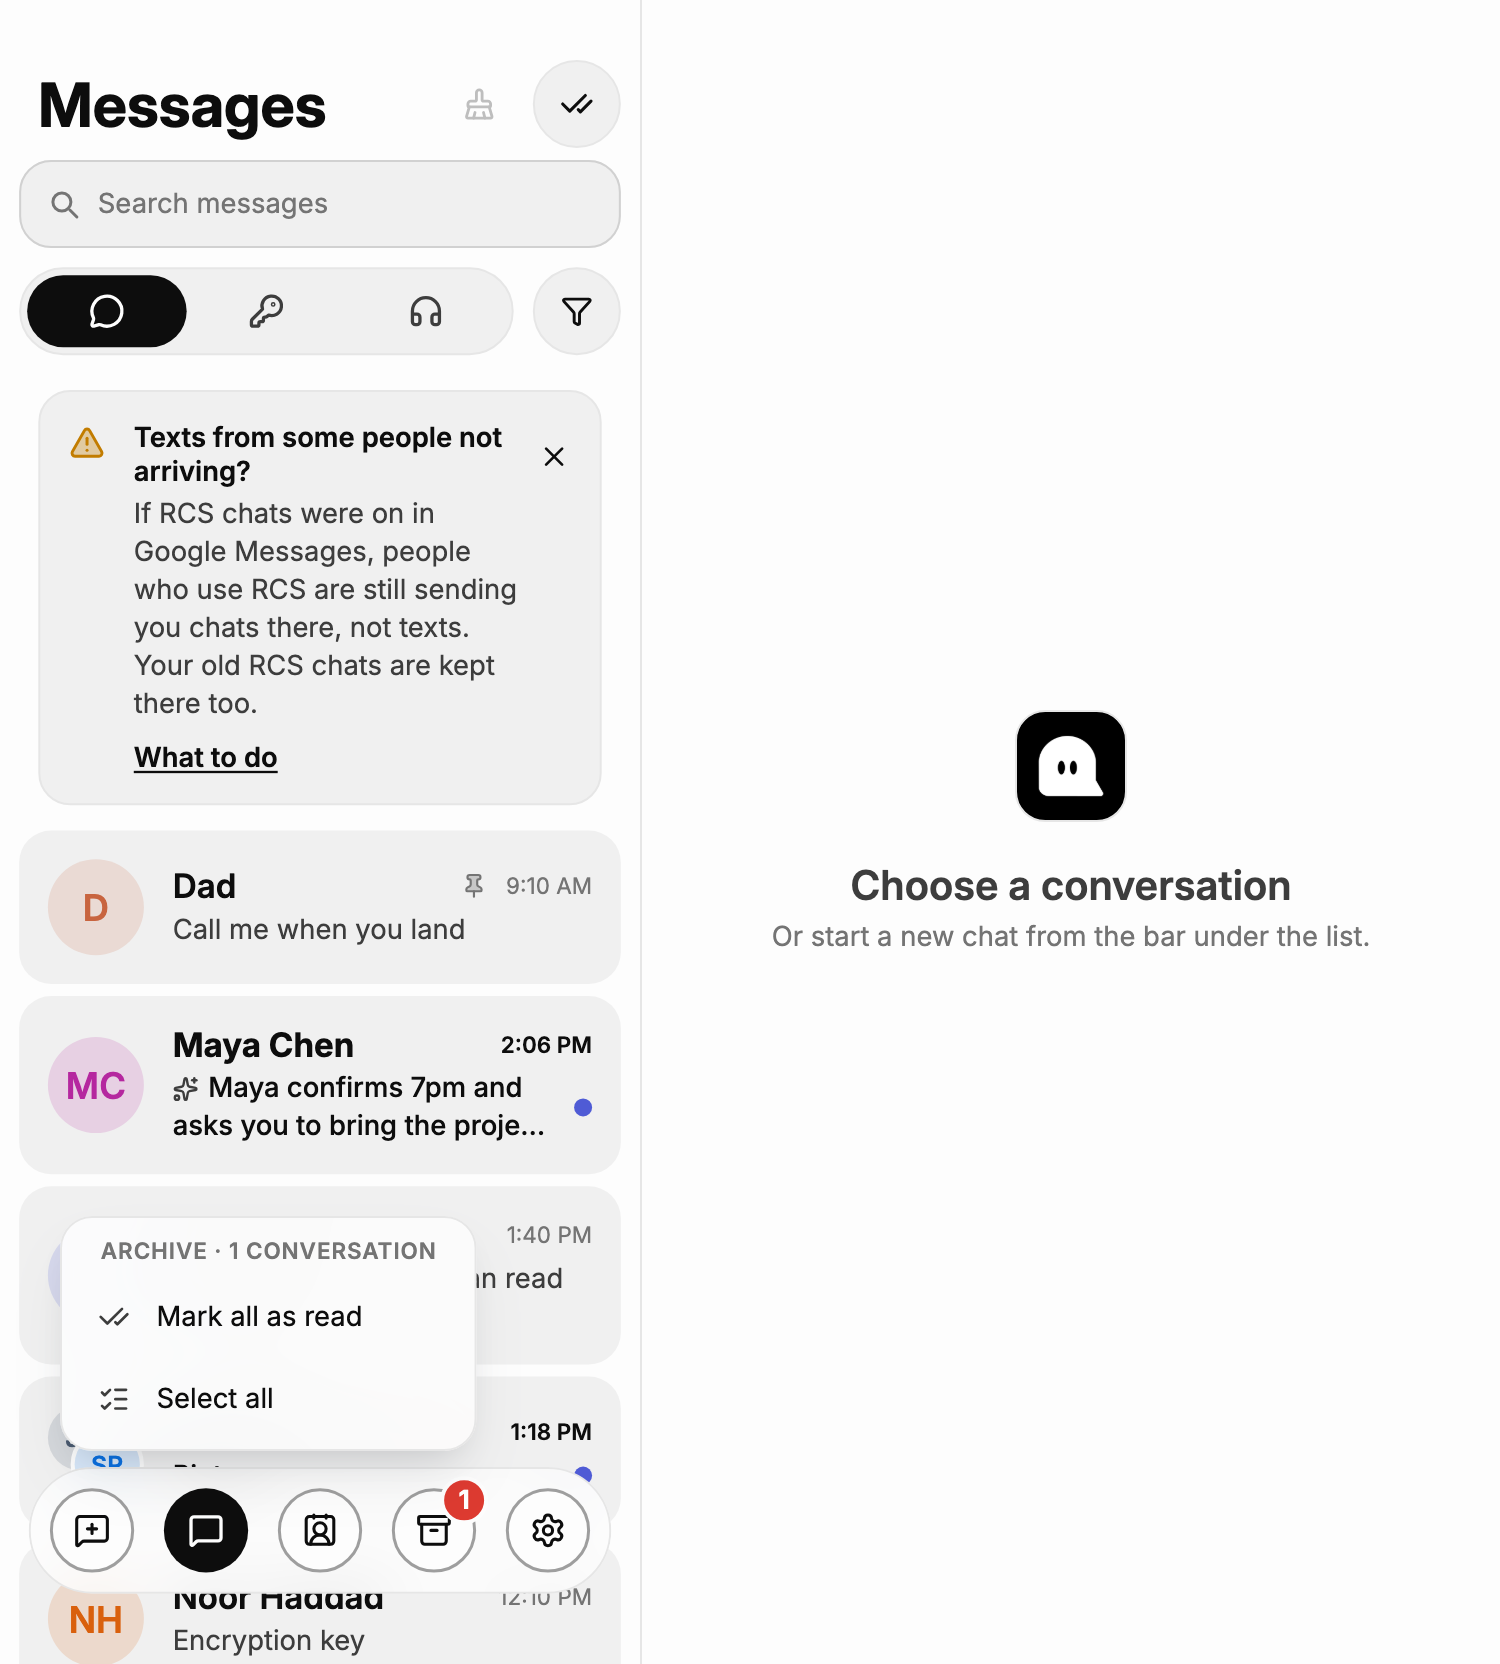 Messages
Search messages
Texts from some people not
arriving?
If RCS chats were on in
Google Messages, people
who use RCS are still sending
you chats there, not texts.
Your old RCS chats are kept
there too.
What to do
D
Dad
9:10 AM
Call me when you land
MC
Maya Chen
2:06 PM
Maya confirms 7pm and
asks you to bring the proje...
1:40 PM
read
ARCHIVE · 1 CONVERSATION
Mark all as read
Select all
1:18 PM
SR
1
NH
Noor Haddad
12:10 PM
Encryption key
Choose a conversation
Or start a new chat from the bar under the list.